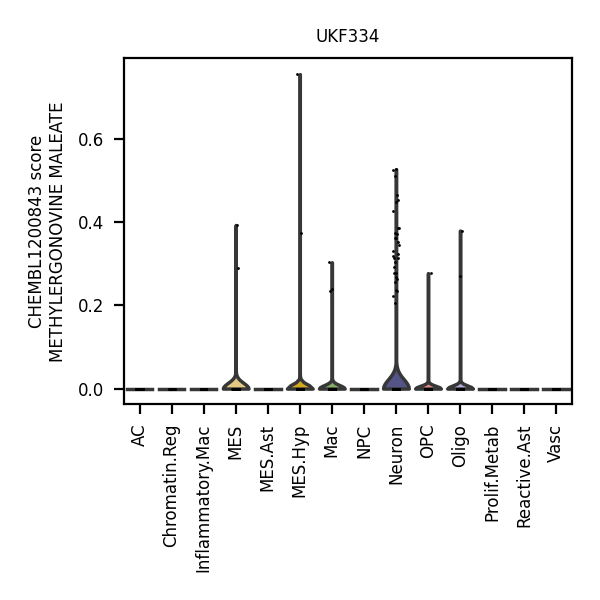 UKF334
CHEMBL1200843 score
METHYLERGONOVINE MALEATE
0.6
0.4
0.2
0.0
AC
Chromatin.Reg
Inflammatory.Mac
MES
MES.Ast
MES.Hyp
Mac
NPC
Neuron
OPC
Oligo
Prolif.Metab
Reactive.Ast
Vasc